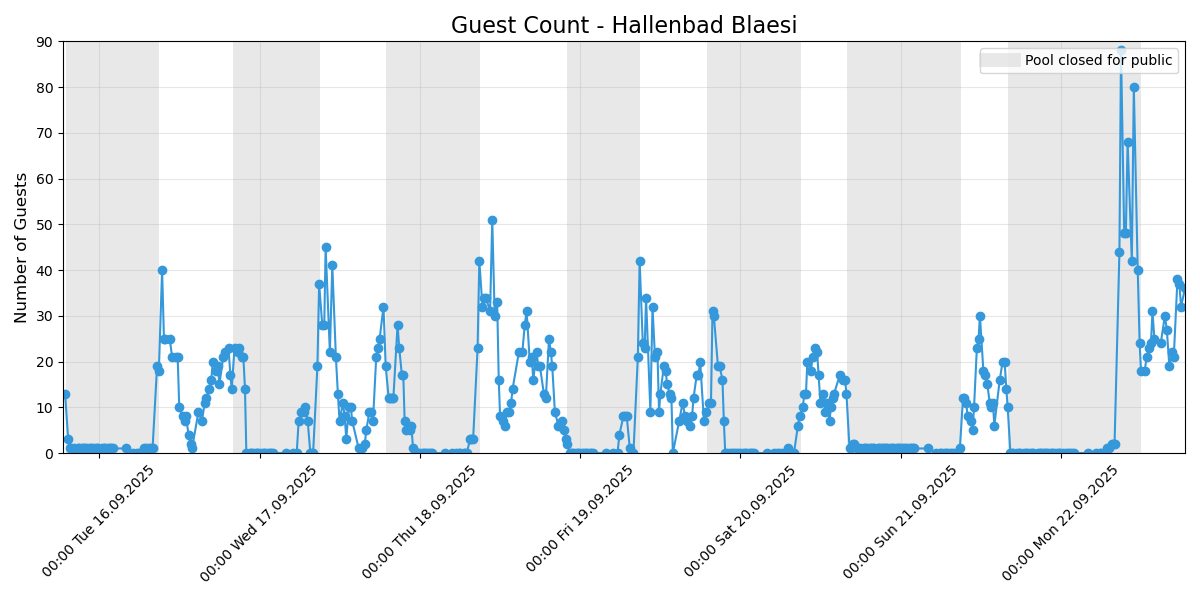 Guest Count - Hallenbad Blaesi
Pool closed for public
Number of Guests
90
80
70
60
50
40
30
20
10
0
00:00 Tue 16.09.2025
00:00 Wed 17.09.2025
00:00 Thu 18.09.2025
00:00 Fri 19.09.2025
00:00 Sat 20.09.2025
00:00 Sun 21.09.2025
00:00 Mon 22.09.2025